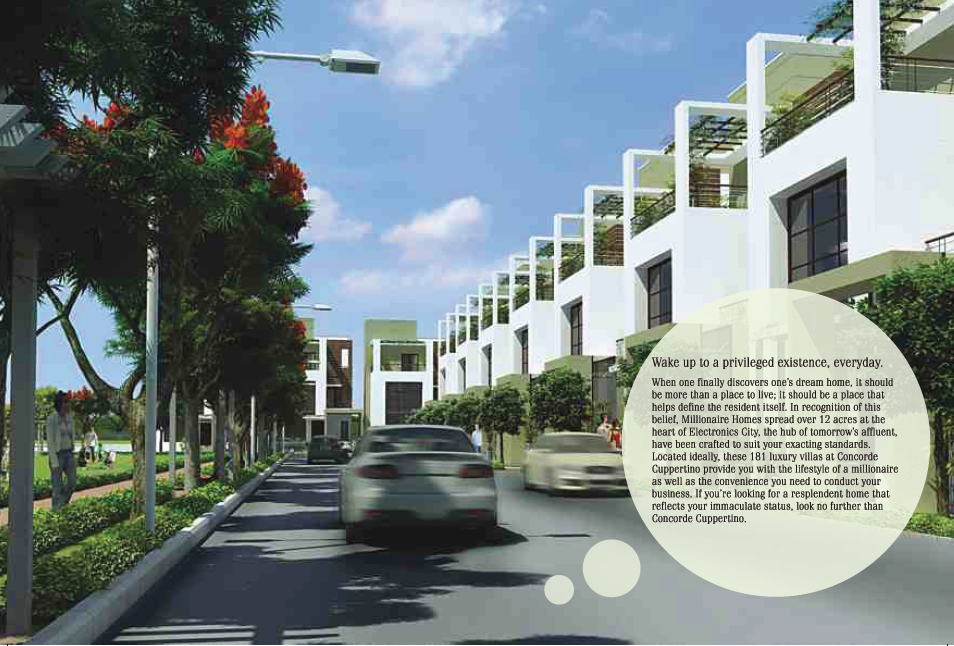 Wake up to a privileged existence, everyday.
When one finally discovers one's dream home, it should
be more than a place to live; it should be a place that
helps define the resident itself. In recognition of this
belief, Millionaire Homes spread over 12 acres at the
heart of Electronics City, the hub of tomorrow's affluent,
have been crafted to suit your exacting standards.
Located ideally, these 181 luxury villas at Concorde
Cuppertino provide you with the lifestyle of a millionaire
as well as the convenience you need to conduct your
business. If you're looking for a resplendent home that
reflects your immaculate status, look no further than
Concorde Cuppertino.